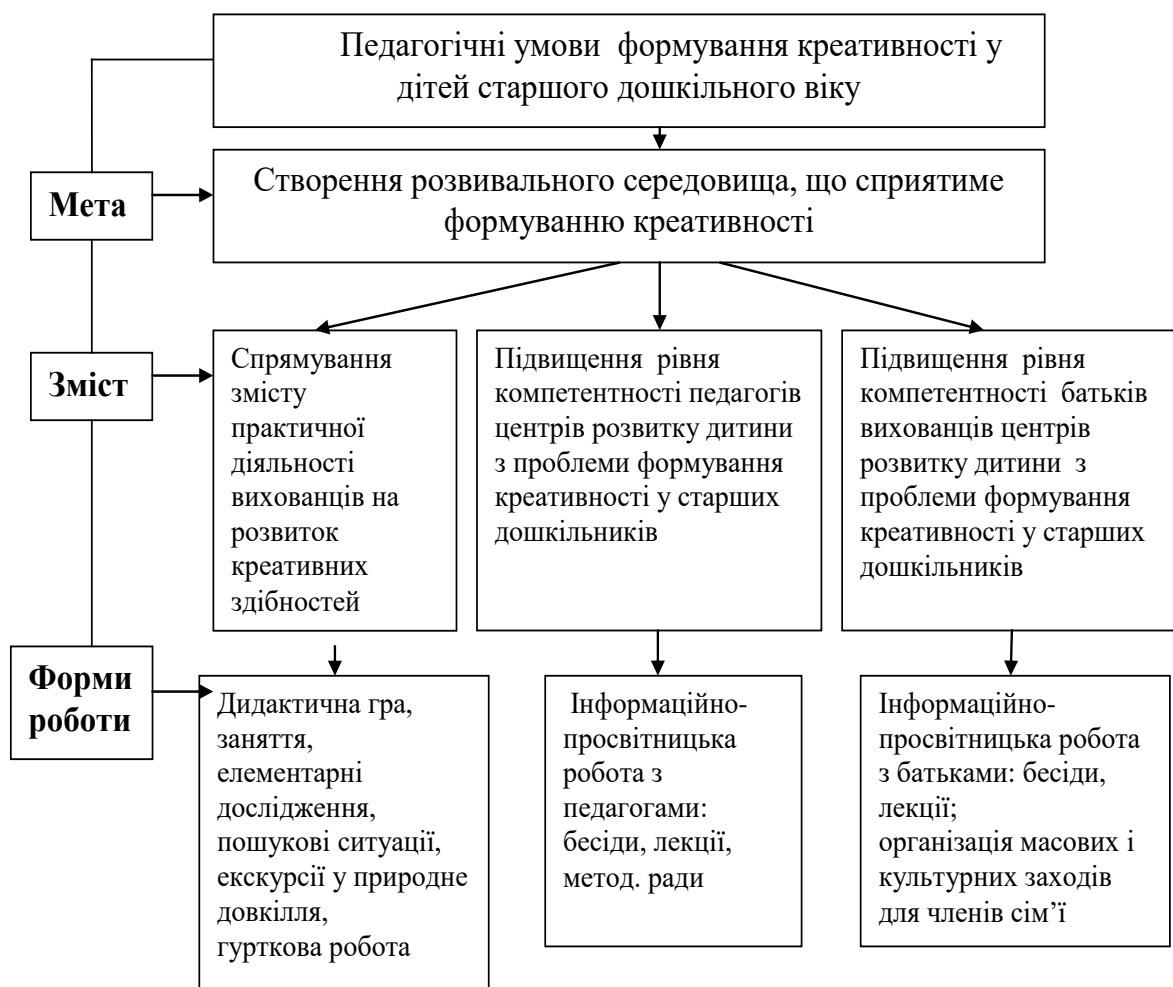 Педагогічні умови формування креативності у
дітей старшого дошкільного віку
Мета
Створення розвивального середовища, що сприятиме
формуванню креативності
Зміст
Спрямування
змісту
практичної
діяльності
вихованців на
розвиток
креативних
здібностей
Підвищення рівня
компетентності педагогів
центрів розвитку дитини
з проблеми формування
креативності у старших
дошкільників
Підвищення рівня
компетентності батьків
вихованців центрів
розвитку дитини з
проблеми формування
креативності у старших
дошкільників
Форми
роботи
Дидактична гра,
заняття,
елементарні
дослідження,
пошукові ситуації,
екскурсії у природне
довкілля,
гурткова робота
Інформаційно-
просвітницька
робота з
педагогами:
бесіди, лекції,
метод. ради
Інформаційно-
просвітницька робота
з батьками: бесіди,
лекції;
організація масових і
культурних заходів
для членів сім’ї